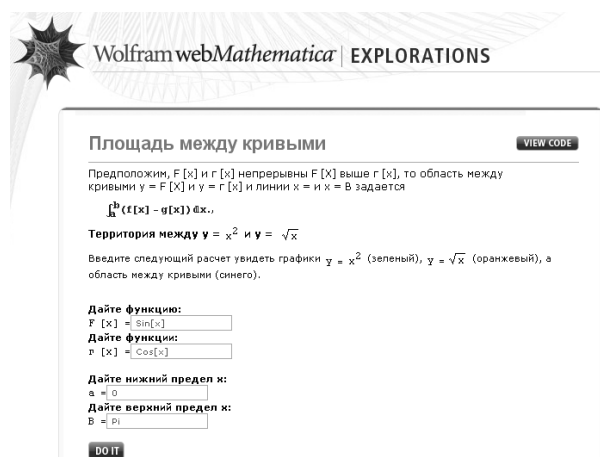 Wolfram webMathematica | EXPLORATIONS
Площадь между кривыми
VIEW CODE
Предположим, F [x] и г [x] непрерывны F [X] выше г [x], то область между
кривыми y = F [X] и y = г [x] и линии x = и x = B задается
∫ₐᵇ(f[x] - g[x]) ⅆx.,
Территория между y = x² и y = √x
Введите следующий расчет увидеть графики y = x² (зеленый), y = √x (оранжевый), а
область между кривыми (синего).
Дайте функцию:
F [x] = Sin[x]
Дайте функции:
г [x] = Cos[x]
Дайте нижний предел x:
a = 0
Дайте верхний предел x:
B = Pi
DO IT